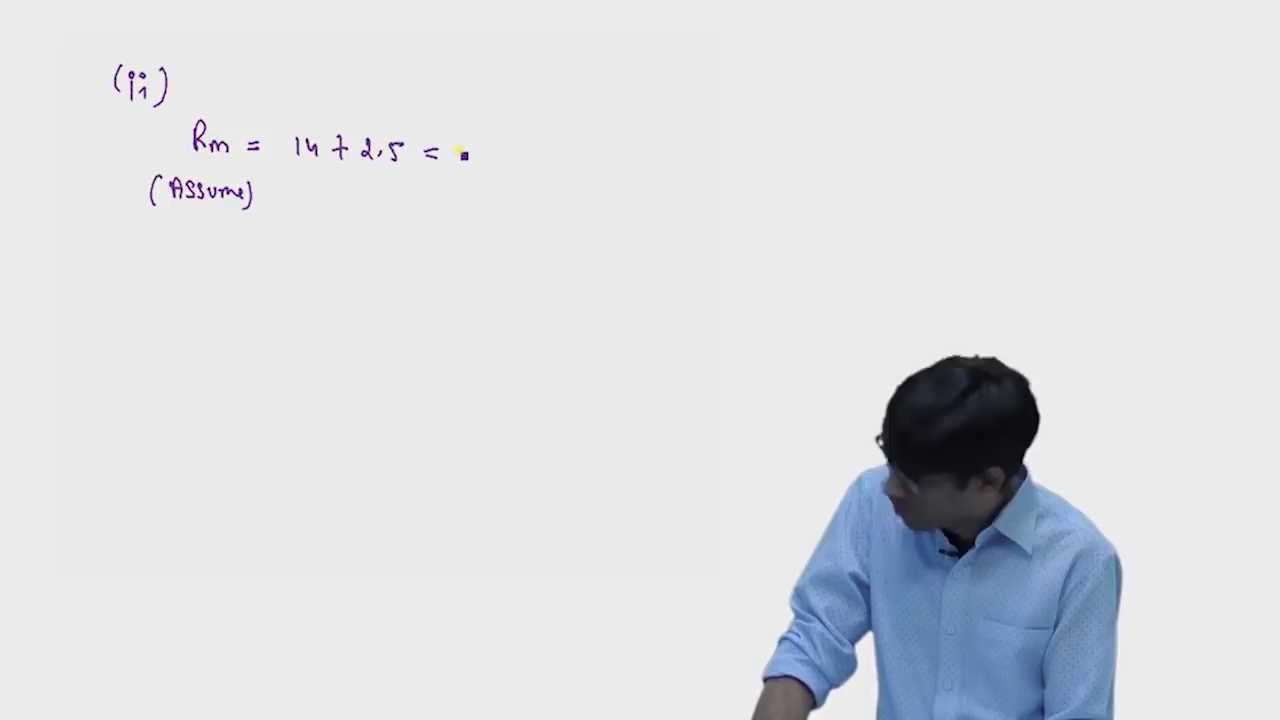 (ii)
Rm = 14 + 2.5 =
(Assume)